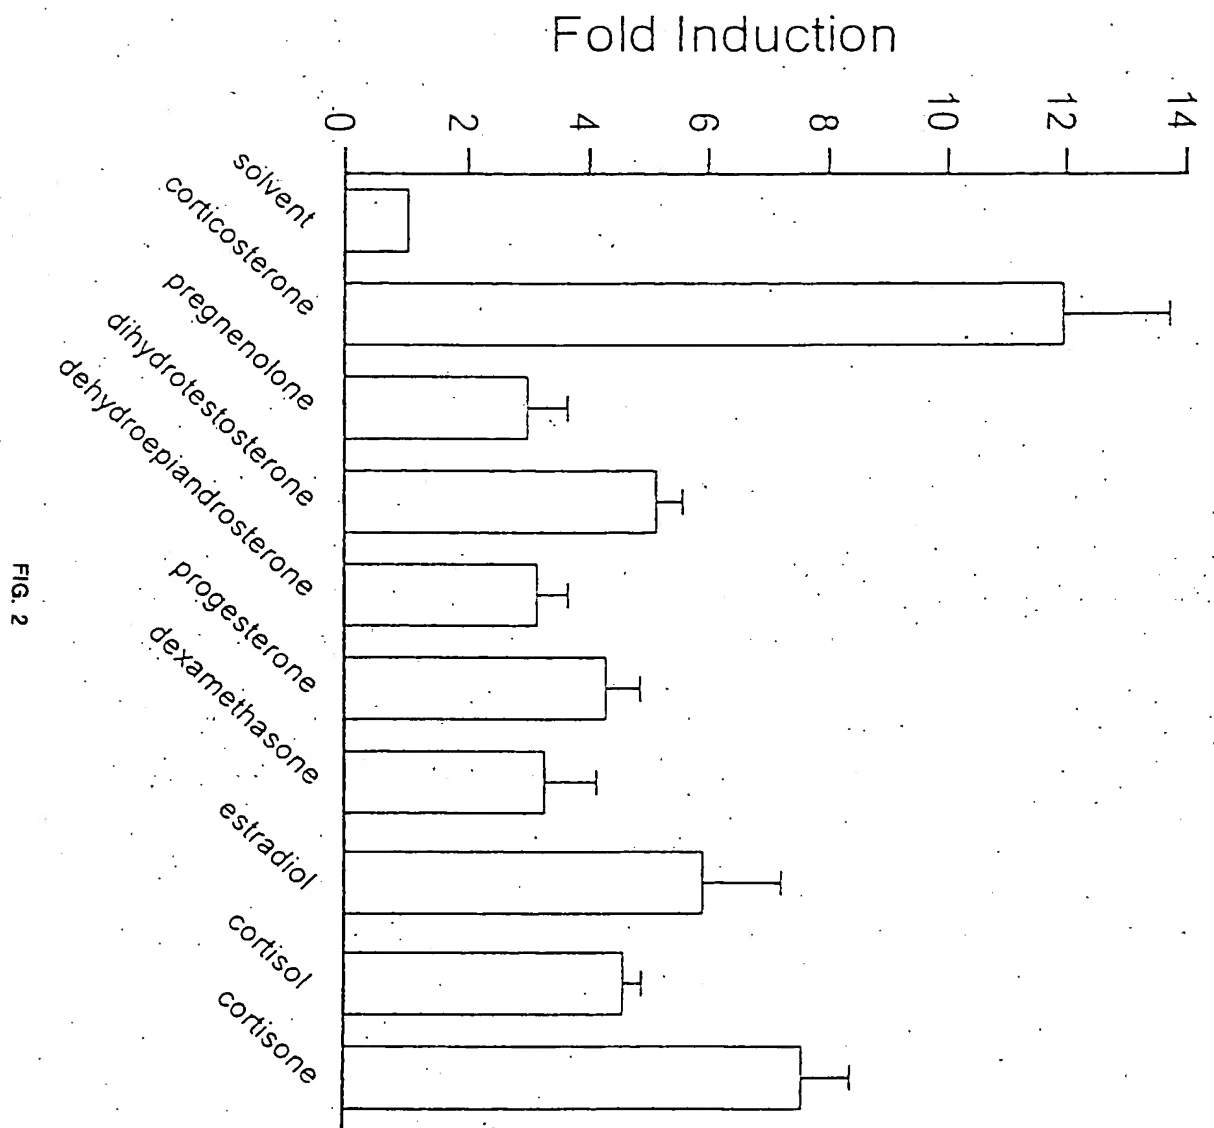 Fold Induction
0
2
4
6
8
10
12
14
solvent
corticosterone
pregnenolone
dihydrotestosterone
dehydroepiandrosterone
progesterone
dexamethasone
estradiol
cortisol
cortisone
FIG. 2